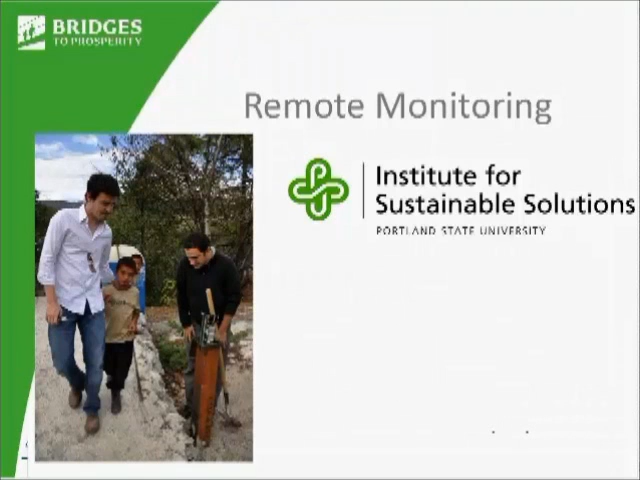 BRIDGES
TO PROSPERITY
Remote Monitoring
Institute for
Sustainable Solutions
PORTLAND STATE UNIVERSITY